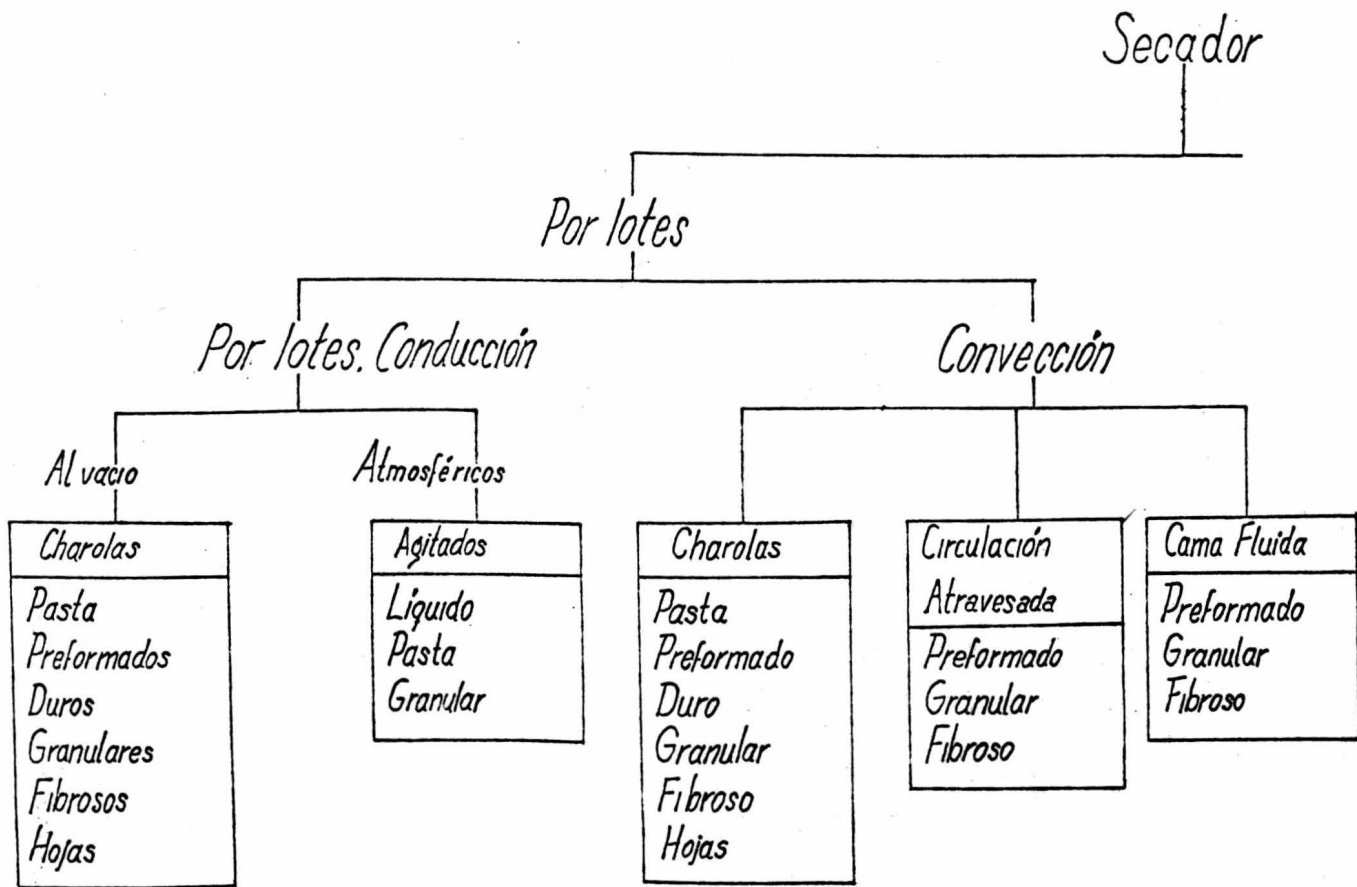 Secador
Por lotes
Por lotes. Conducción
Convección
Al vacio
Atmosféricos
Charolas
Pasta
Preformados
Duros
Granulares
Fibrosos
Hojas
Agitados
Líquido
Pasta
Granular
Charolas
Pasta
Preformado
Duro
Granular
Fibroso
Hojas
Circulación
Atravesada
Preformado
Granular
Fibroso
Cama Fluida
Preformado
Granular
Fibroso